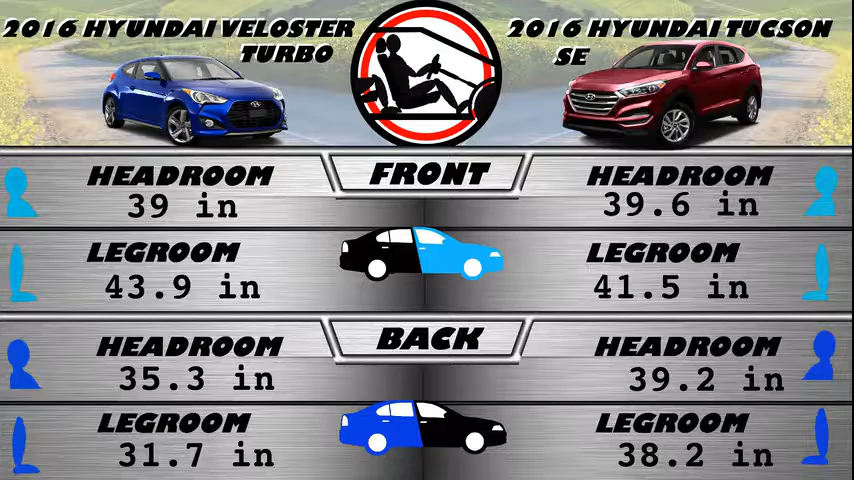 2016 HYUNDAI VELOSTER
TURBO
2016 HYUNDAI TUCSON
SE
FRONT
HEADROOM
39 in
HEADROOM
39.6 in
LEGROOM
43.9 in
LEGROOM
41.5 in
BACK
HEADROOM
35.3 in
HEADROOM
39.2 in
LEGROOM
31.7 in
LEGROOM
38.2 in